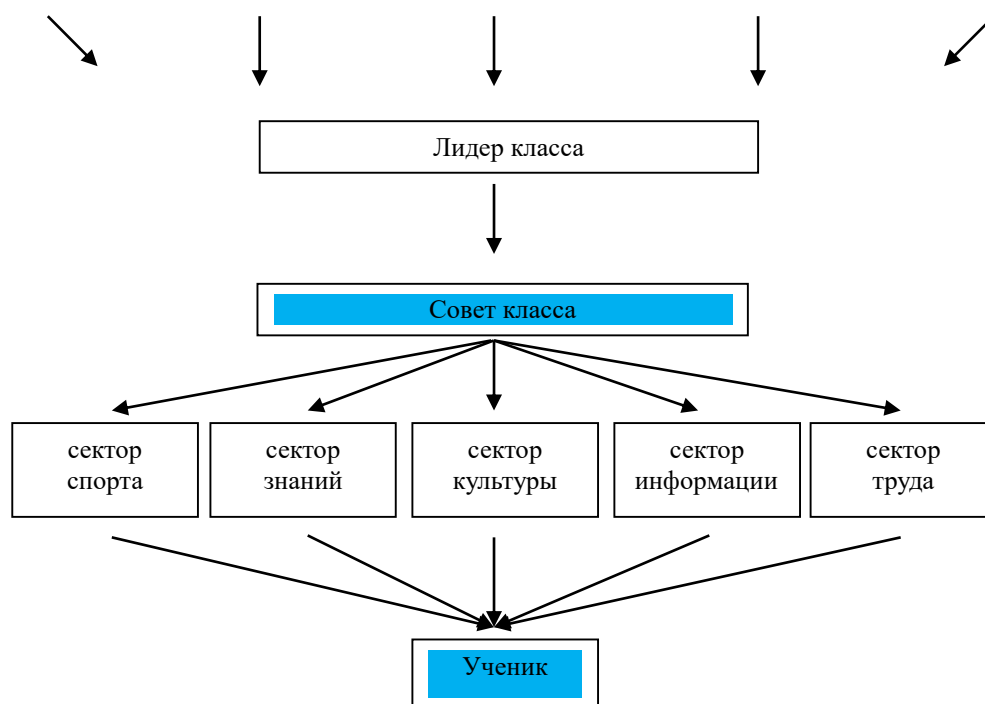 Лидер класса
Совет класса
сектор
спорта
сектор
знаний
сектор
культуры
сектор
информации
сектор
труда
Ученик